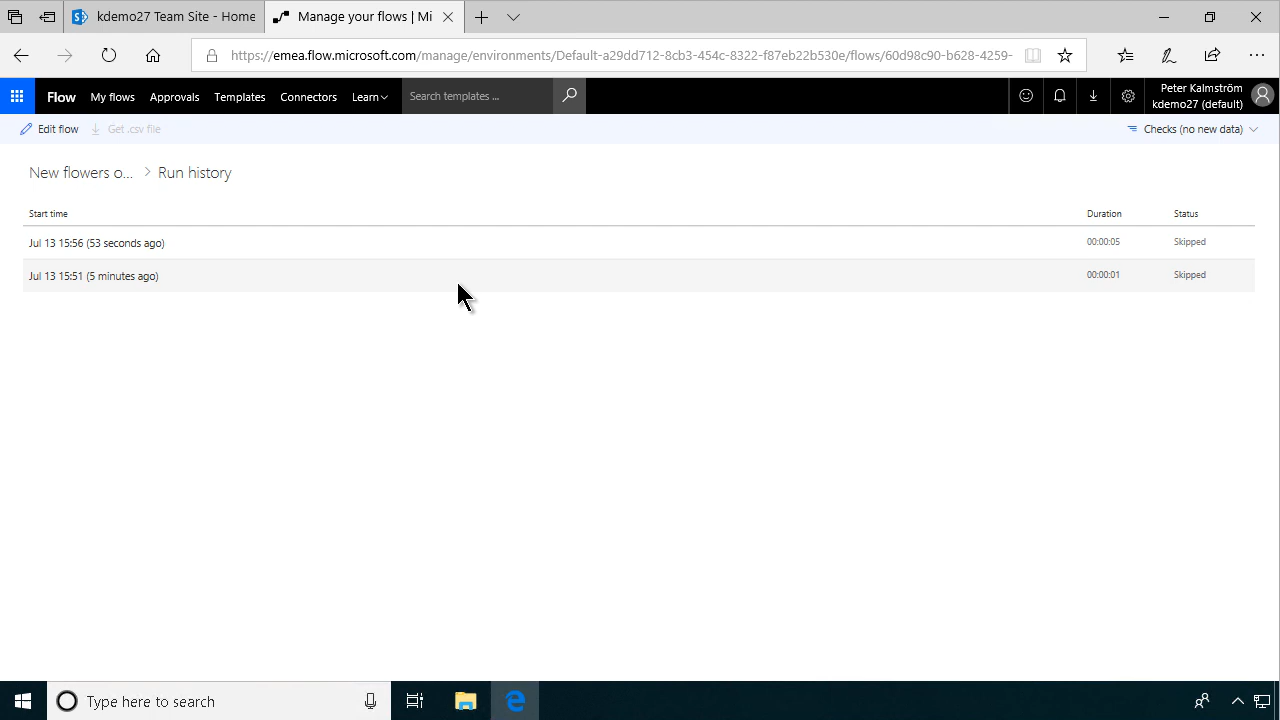 kdemo27 Team Site - Home
Manage your flows | Mi
https://emea.flow.microsoft.com/manage/environments/Default-a29dd712-8cb3-454c-8322-f87eb22b530e/flows/60d98c90-b628-4259-
Flow My flows Approvals Templates Connectors Learn Search templates ...
Peter Kalmström
kdemo27 (default)
Edit flow Get .csv file Checks (no new data)
New flowers o... > Run history
Start time Duration Status
Jul 13 15:56 (53 seconds ago) 00:00:05 Skipped
Jul 13 15:51 (5 minutes ago) 00:00:01 Skipped
Type here to search